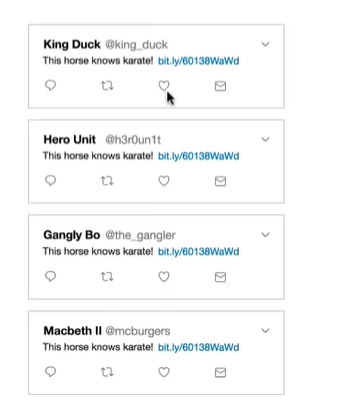 King Duck @king_duck
This horse knows karate! bit.ly/60138WaWd
Hero Unit @h3r0un1t
This horse knows karate! bit.ly/60138WaWd
Gangly Bo @the_gangler
This horse knows karate! bit.ly/60138WaWd
Macbeth II @mcburgers
This horse knows karate! bit.ly/60138WaWd